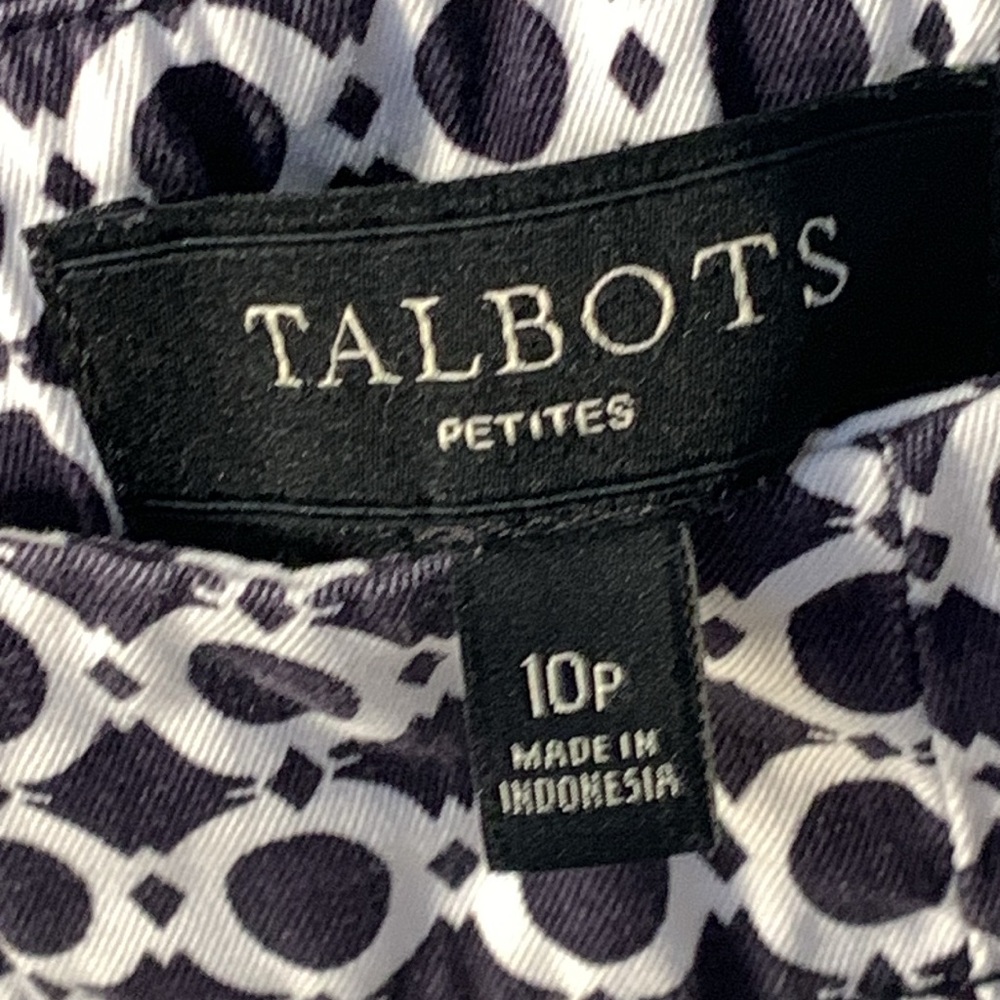 TALBOTS
PETITES
10P
MADE IN
INDONESIA